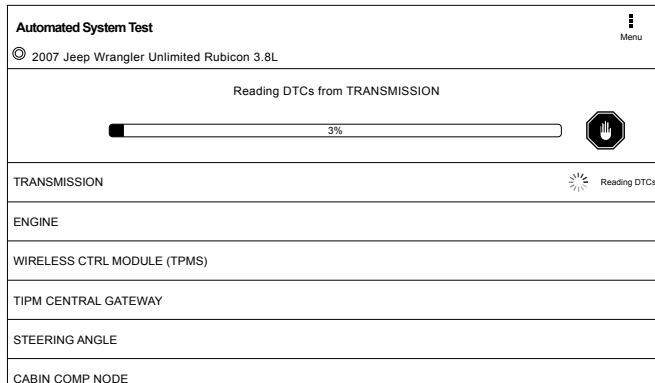 Automated System Test
Menu
2007 Jeep Wrangler Unlimited Rubicon 3.8L
Reading DTCs from TRANSMISSION
3%
TRANSMISSION
Reading DTCs
ENGINE
WIRELESS CTRL MODULE (TPMS)
TIPM CENTRAL GATEWAY
STEERING ANGLE
CABIN COMP NODE